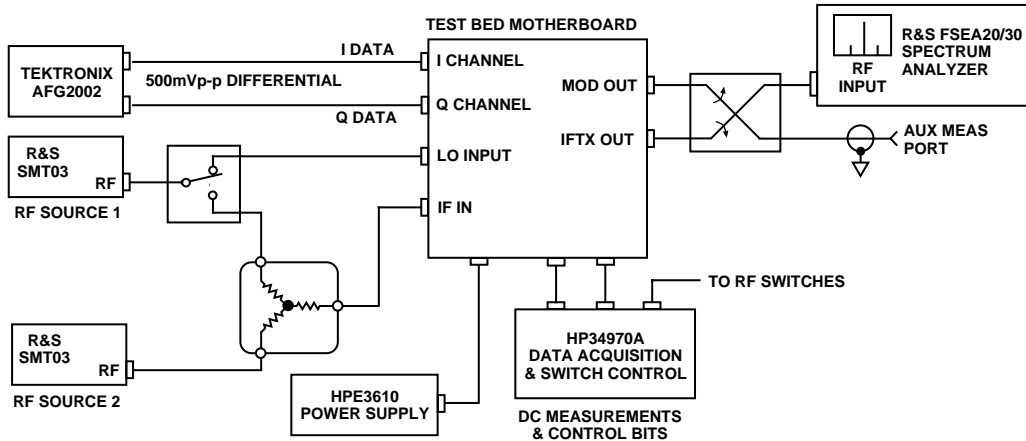 TEST BED MOTHERBOARD
TEKTRONIX
AFG2002
I DATA
500mVp-p DIFFERENTIAL
Q DATA
I CHANNEL
Q CHANNEL
LO INPUT
IF IN
MOD OUT
IFTX OUT
RF
INPUT
R&S FSEA20/30
SPECTRUM
ANALYZER
AUX MEAS
PORT
R&S
SMT03
RF
RF SOURCE 1
R&S
SMT03
RF
RF SOURCE 2
TO RF SWITCHES
HP34970A
DATA ACQUISITION
& SWITCH CONTROL
HPE3610
POWER SUPPLY
DC MEASUREMENTS
& CONTROL BITS